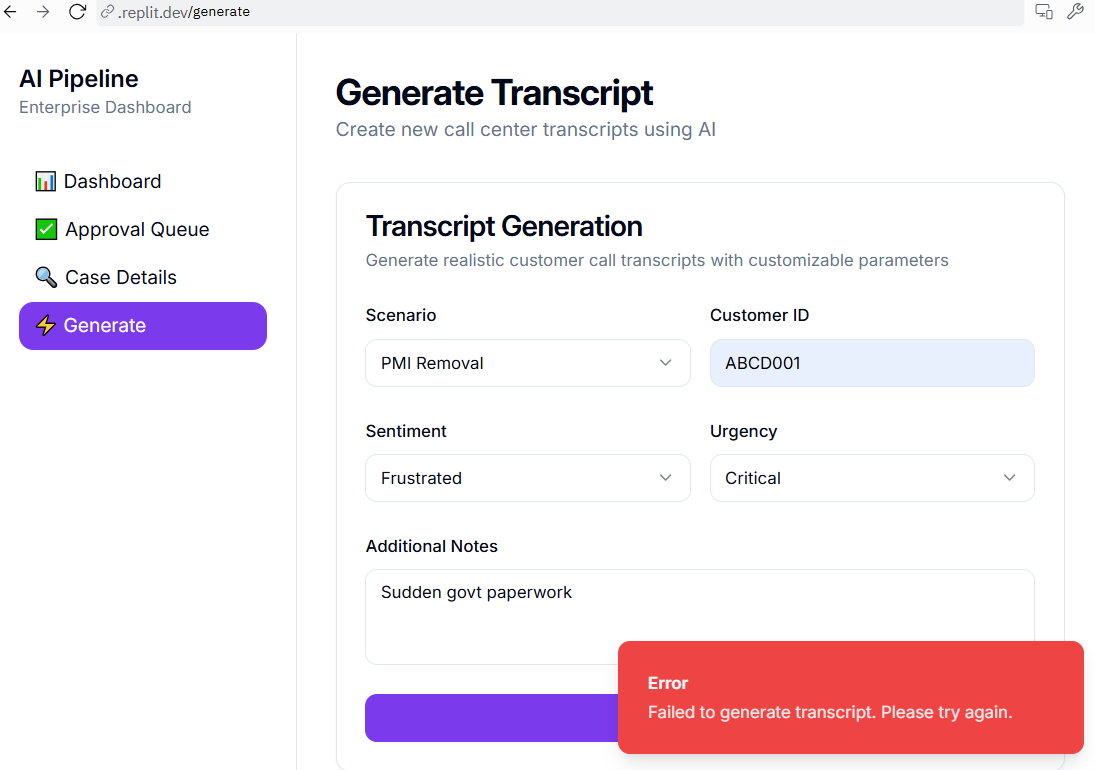 .replit.dev/generate
AI Pipeline
Enterprise Dashboard
Dashboard
Approval Queue
Case Details
Generate
Generate Transcript
Create new call center transcripts using AI
Transcript Generation
Generate realistic customer call transcripts with customizable parameters
Scenario
Customer ID
PMI Removal
ABCD001
Sentiment
Urgency
Frustrated
Critical
Additional Notes
Sudden govt paperwork
Error
Failed to generate transcript. Please try again.